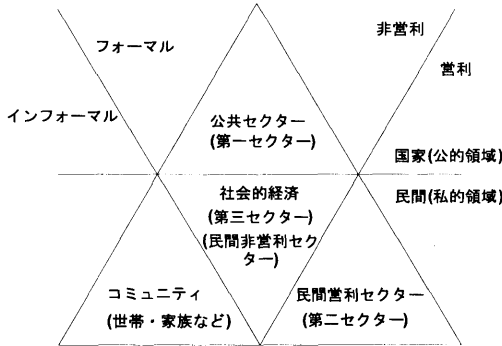 フォーマル
非営利
営利
インフォーマル
公共セクター
(第一セクター)
国家(公的領域)
民間(私的領域)
社会的経済
(第三セクター)
(民間非営利セク
ター)
コミュニティ
(世帯・家族など)
民間営利セクター
(第二セクター)